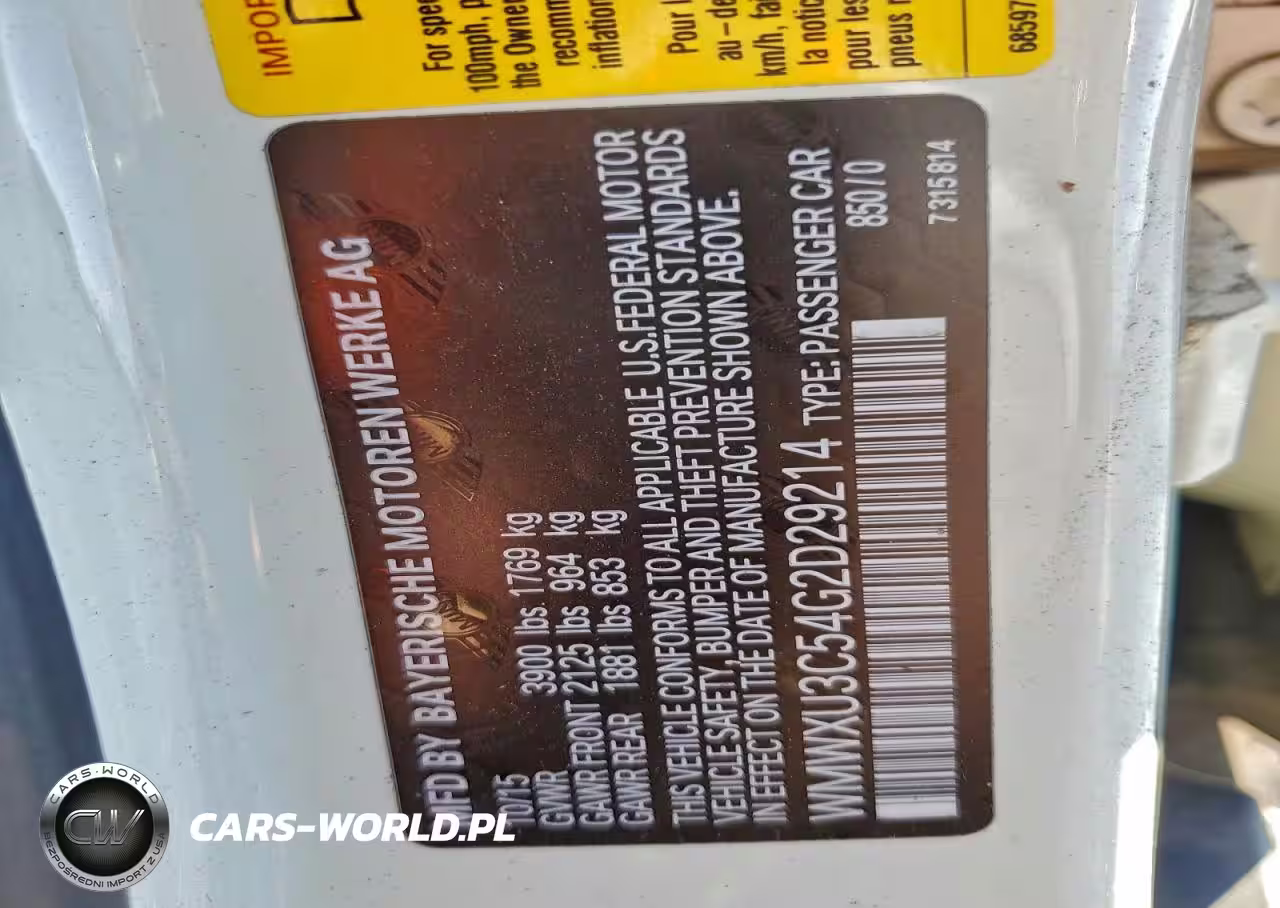 IMPOR
For spe
100mph, p
the Owner
recomm
inflation
Pour l
au-de
km/h, fai
la notic
pour les
pneus r
68597
MFD BY BAYERISCHE MOTOREN WERKE AG
10/15
GVWR 3900 lbs 1769 kg
GAWR FRONT 2125 lbs 964 kg
GAWR REAR 1881 lbs 853 kg
THIS VEHICLE CONFORMS TO ALL APPLICABLE U.S.FEDERAL MOTOR
VEHICLE SAFETY, BUMPER AND THEFT PREVENTION STANDARDS
IN EFFECT ON THE DATE OF MANUFACTURE SHOWN ABOVE.
WMWXU3C54G2D29214 TYPE: PASSENGER CAR
850/0
7315814
CARS-WORLD
CW
BEZPOŚREDNI IMPORT Z USA
CARS-WORLD.PL